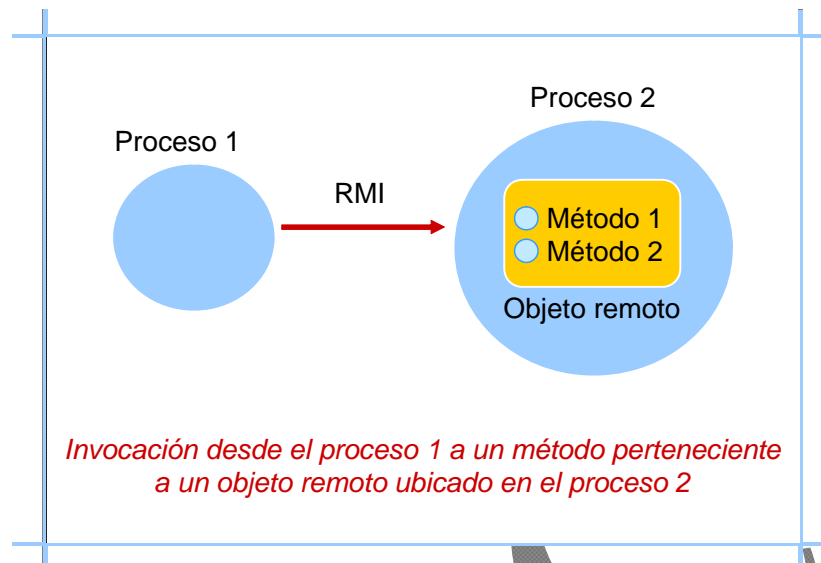 Proceso 2
Proceso 1
RMI
Método 1
Método 2
Objeto remoto
Invocación desde el proceso 1 a un método perteneciente
a un objeto remoto ubicado en el proceso 2